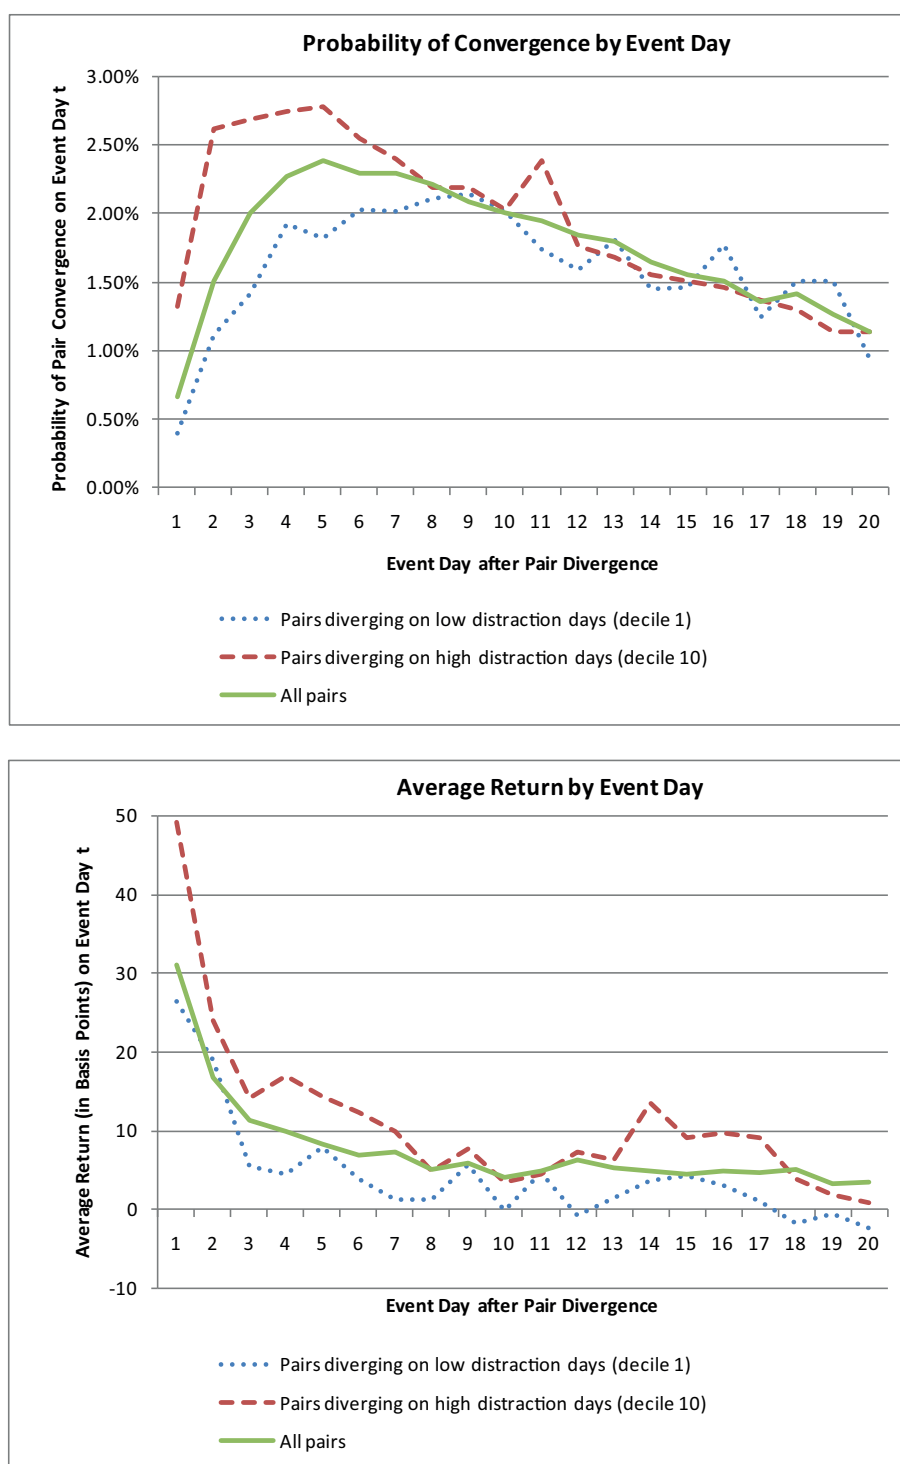 Probability of Convergence by Event Day
Probability of Pair Convergence on Event Day t
3.00%
2.50%
2.00%
1.50%
1.00%
0.50%
0.00%
1 2 3 4 5 6 7 8 9 10 11 12 13 14 15 16 17 18 19 20
Event Day after Pair Divergence
Pairs diverging on low distraction days (decile 1)
Pairs diverging on high distraction days (decile 10)
All pairs
Average Return by Event Day
Average Return (in Basis Points) on Event Day t
50
40
30
20
10
0
-10
1 2 3 4 5 6 7 8 9 10 11 12 13 14 15 16 17 18 19 20
Event Day after Pair Divergence
Pairs diverging on low distraction days (decile 1)
Pairs diverging on high distraction days (decile 10)
All pairs